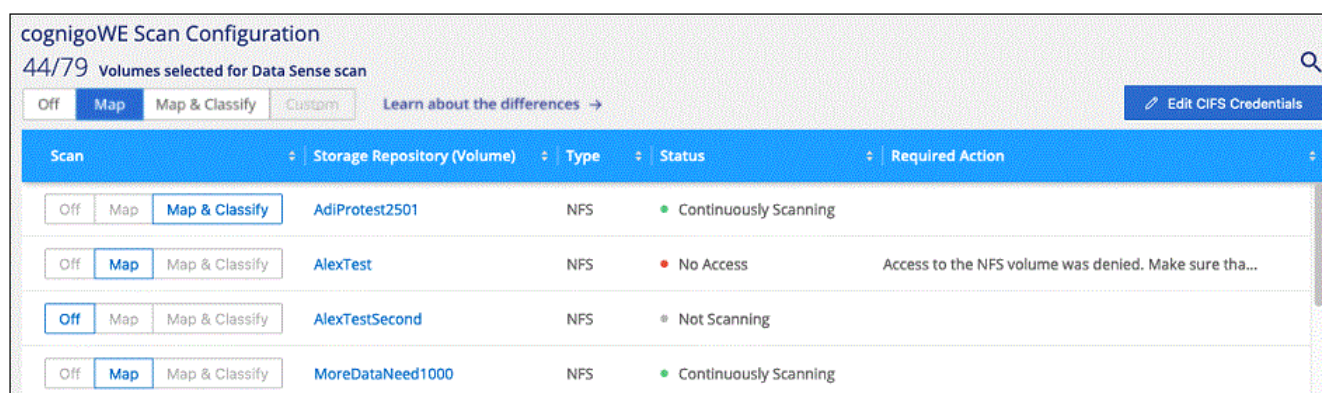 cognigoWE Scan Configuration
44/79 Volumes selected for Data Sense scan
Off Map Map & Classify Custom Learn about the differences → Edit CIFS Credentials
Scan Storage Repository (Volume) Type Status Required Action
Off Map Map & Classify AdiProtest2501 NFS Continuously Scanning
Off Map Map & Classify AlexTest NFS No Access Access to the NFS volume was denied. Make sure tha...
Off Map Map & Classify AlexTestSecond NFS Not Scanning
Off Map Map & Classify MoreDataNeed1000 NFS Continuously Scanning